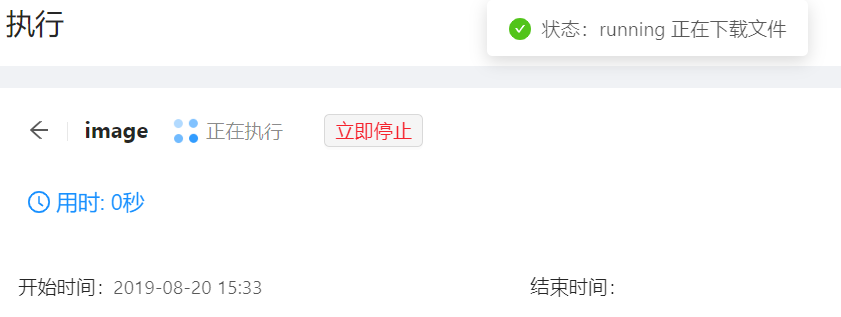 执行
状态：running 正在下载文件
image 正在执行 立即停止
用时: 0秒
开始时间：2019-08-20 15:33 结束时间：